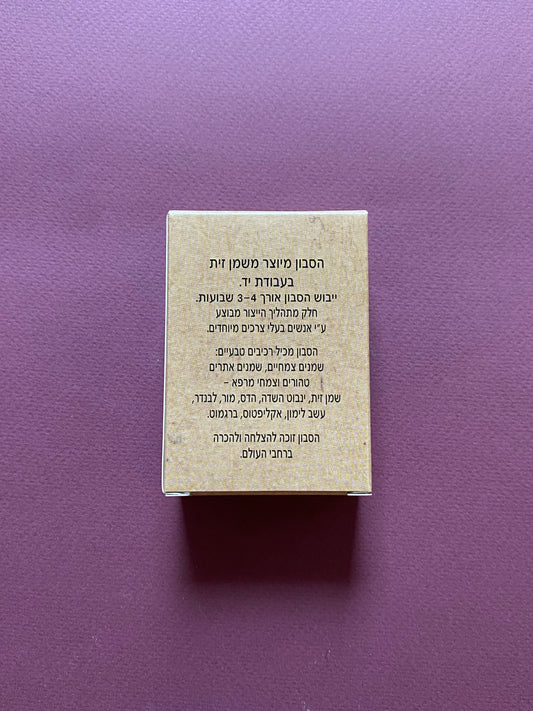 הסבון מיוצר משמן זית
בעבודת יד.
ייבוש הסבון אורך 3-4 שבועות.
חלק מתהליך הייצור מבוצע
ע״י אנשים בעלי צרכים מיוחדים.
הסבון מכיל רכיבים טבעיים:
שמנים צמחיים, שמנים אתרים
טהורים וצמחי מרפא –
שמן זית, ינבוט השדה, הדס, מור, לבנדר,
עשב לימון, אקליפטוס, ברגמוט.
הסבון זוכה להצלחה ולהכרה
ברחבי העולם.